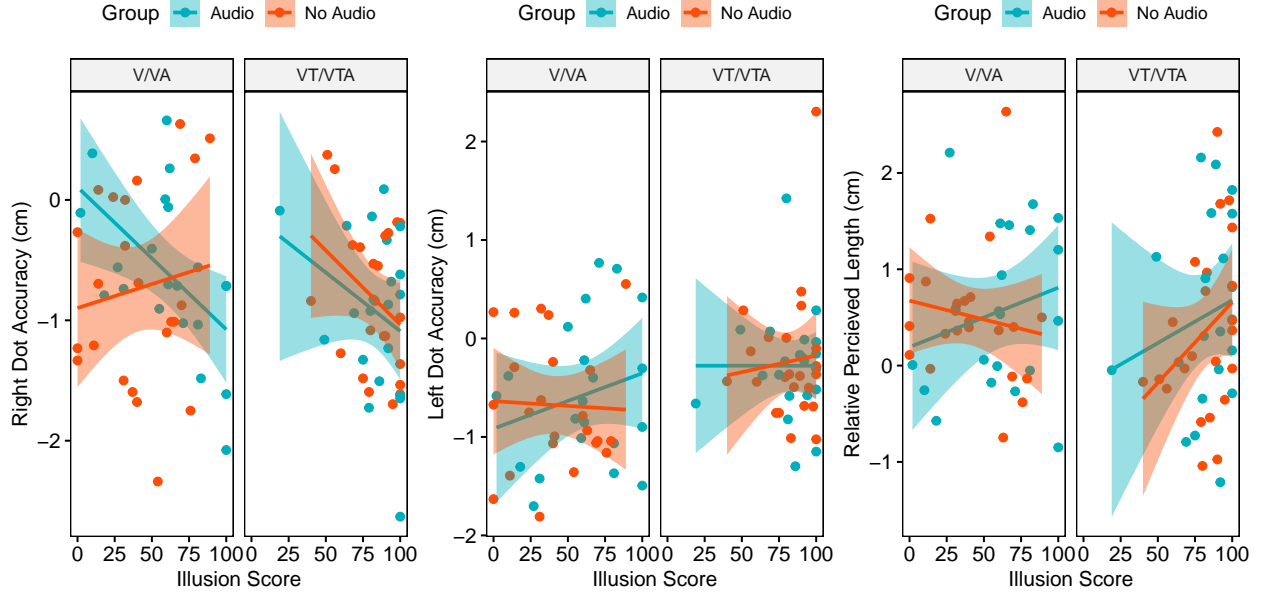 Group Audio No Audio
V/VA VT/VTA
Right Dot Accuracy (cm)
0
−1
−2
0 25 50 75 100 0 25 50 75 100
Illusion Score
Group Audio No Audio
V/VA VT/VTA
Left Dot Accuracy (cm)
2
1
0
−1
−2
0 25 50 75 100 0 25 50 75 100
Illusion Score
Group Audio No Audio
V/VA VT/VTA
Relative Percieved Length (cm)
2
1
0
−1
0 25 50 75 100 0 25 50 75 100
Illusion Score